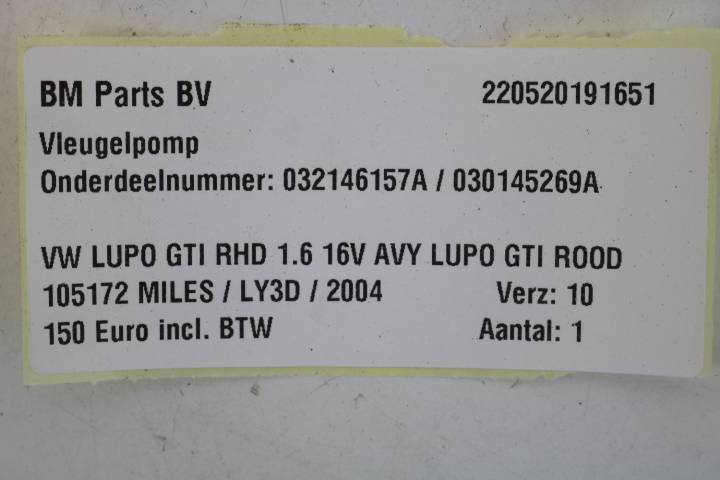 BM Parts BV 220520191651
Vleugelpomp
Onderdeelnummer: 032146157A / 030145269A
VW LUPO GTI RHD 1.6 16V AVY LUPO GTI ROOD
105172 MILES / LY3D / 2004 Verz: 10
150 Euro incl. BTW Aantal: 1